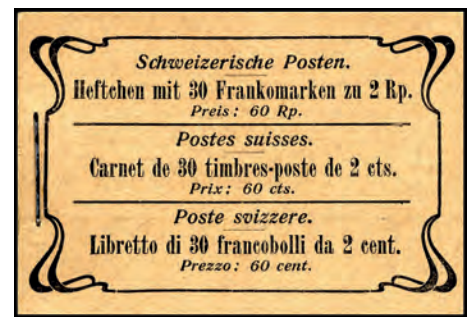 Schweizerische Posten.
Heftchen mit 30 Frankomarken zu 2 Rp.
Preis: 60 Rp.
Postes suisses.
Carnet de 30 timbres-poste de 2 cts.
Prix: 60 cts.
Poste svizzere.
Libretto di 30 francobolli da 2 cent.
Prezzo: 60 cent.